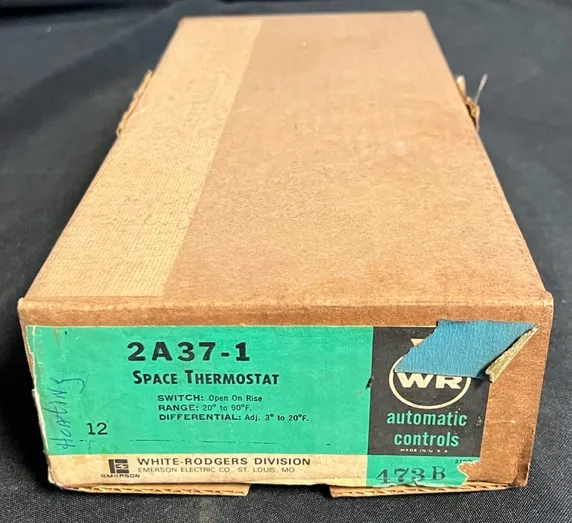 2A37-1
SPACE THERMOSTAT
SWITCH: Open On Rise
RANGE: 20° to 90°F.
DIFFERENTIAL: Adj. 3° to 20°F.
HEATING
12
WR
automatic
controls
MADE IN U.S.A
WHITE-RODGERS DIVISION
EMERSON ELECTRIC CO., ST. LOUIS, MO
EMERSON
473B